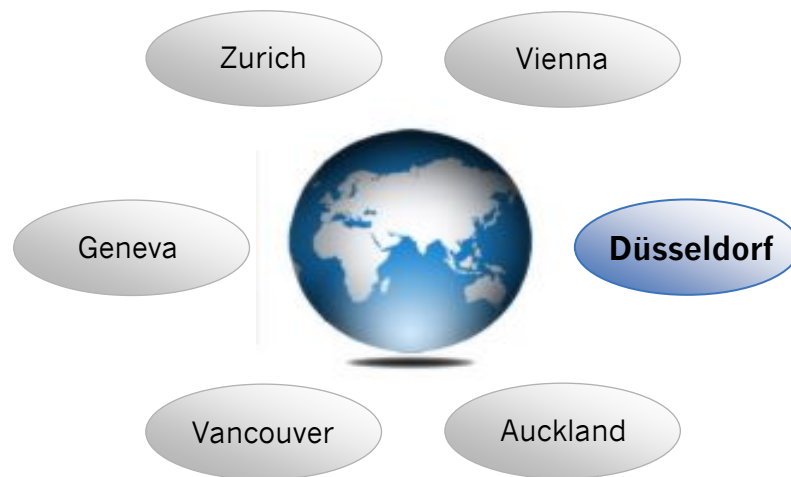 Zurich
Vienna
Geneva
Düsseldorf
Vancouver
Auckland